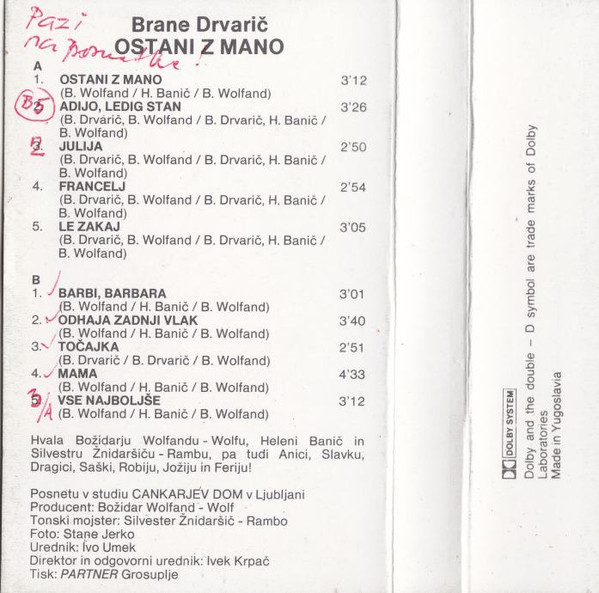 Pazi
na posnetke!
Brane Drvarič
OSTANI Z MANO
A
1. OSTANI Z MANO 3'12
(B. Wolfand / H. Banič / B. Wolfand)
B5
2. ADIJO, LEDIG STAN 3'26
(B. Drvarič, B. Wolfand / B. Drvarič, H. Banič /
B. Wolfand)
2
3. JULIJA 2'50
(B. Drvarič, B. Wolfand / B. Drvarič, H. Banič /
B. Wolfand)
4. FRANCELJ 2'54
(B. Drvarič, B. Wolfand / B. Drvarič, H. Banič /
B. Wolfand)
5. LE ZAKAJ 3'05
(B. Drvarič, B. Wolfand / B. Drvarič, H. Banič /
B. Wolfand)
B
1. BARBI, BARBARA 3'01
(B. Wolfand / H. Banič / B. Wolfand)
2. ODHAJA ZADNJI VLAK 3'40
(B. Wolfand / H. Banič / B. Wolfand)
3. TOČAJKA 2'51
(B. Drvarič / B. Drvarič / B. Wolfand)
4. MAMA 4'33
(B. Wolfand / H. Banič / B. Wolfand)
3/A
5. VSE NAJBOLJŠE 3'12
(B. Wolfand / H. Banič / B. Wolfand)
Hvala Božidarju Wolfandu - Wolfu, Heleni Banič in
Silvestru Žnidaršiču - Rambu, pa tudi Anici, Slavku,
Dragici, Saški, Robiju, Jožiju in Feriju!
Posnetu v studiu CANKARJEV DOM v Ljubljani
Producent: Božidar Wolfand - Wolf
Tonski mojster: Silvester Žnidaršič - Rambo
Foto: Stane Jerko
Urednik: Ivo Umek
Direktor in odgovorni urednik: Ivek Krpač
Tisk: PARTNER Grosuplje
DOLBY SYSTEM
Dolby and the double – D symbol are trade marks of Dolby
Laboratories
Made in Yugoslavia